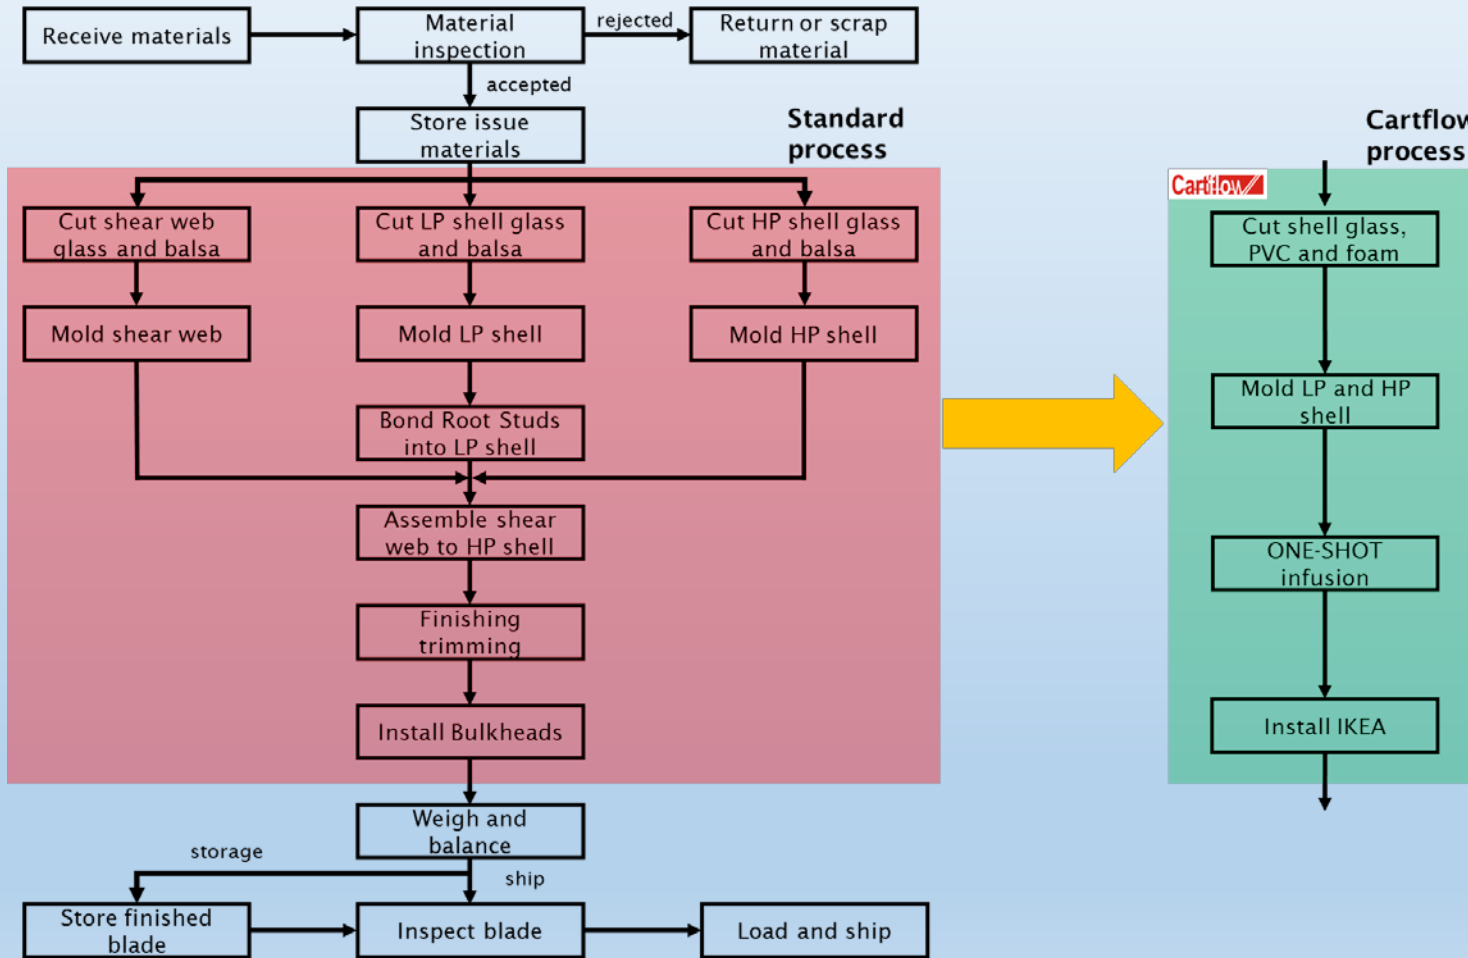 Receive materials
Material
inspection
rejected
Return or scrap
material
accepted
Store issue
materials
Standard
process
Cartflow
process
Cartflow
Cut shear web
glass and balsa
Cut LP shell glass
and balsa
Cut HP shell glass
and balsa
Cut shell glass,
PVC and foam
Mold shear web
Mold LP shell
Mold HP shell
Mold LP and HP
shell
Bond Root Studs
into LP shell
Assemble shear
web to HP shell
ONE-SHOT
infusion
Finishing
trimming
Install Bulkheads
Install IKEA
Weigh and
balance
storage
ship
Store finished
blade
Inspect blade
Load and ship